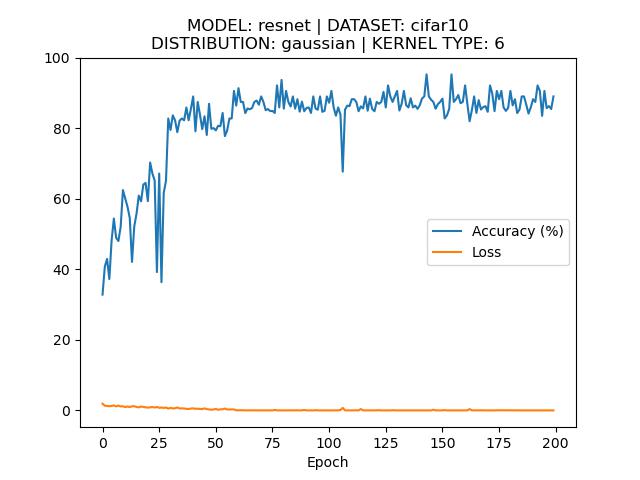 MODEL: resnet | DATASET: cifar10
DISTRIBUTION: gaussian | KERNEL TYPE: 6
100
80
60
40
20
0
Accuracy (%)
Loss
0 25 50 75 100 125 150 175 200
Epoch